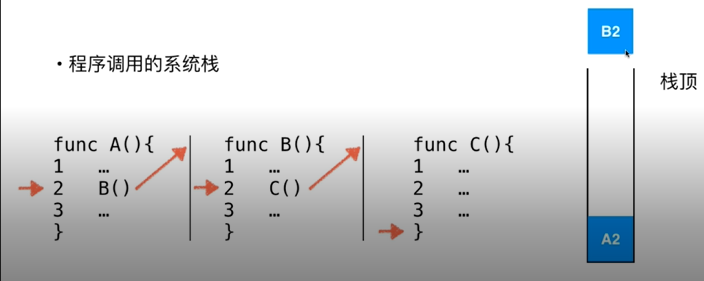 ·程序调用的系统栈
func A(){
1 …
2 B()
3 …
}
func B(){
1 …
2 C()
3 …
}
func C(){
1 …
2 …
3 …
}
B2
栈顶
A2